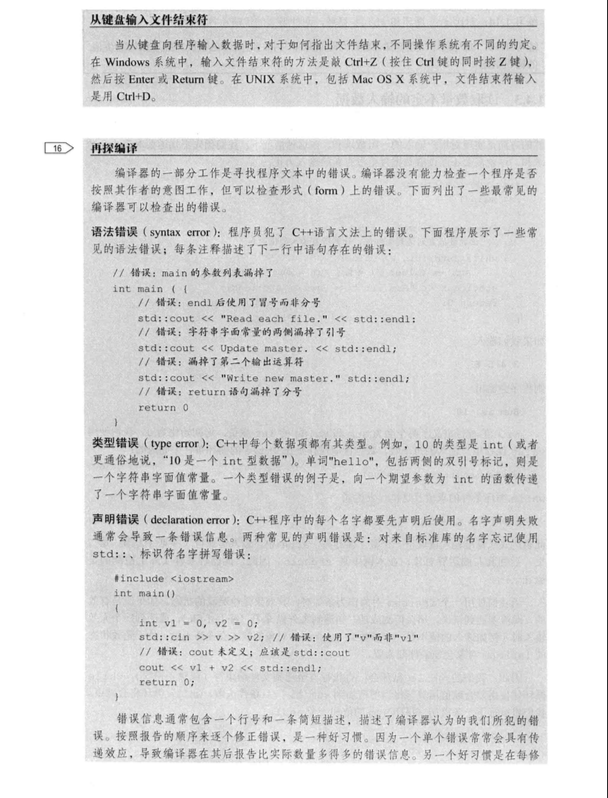 从键盘输入文件结束符
当从键盘向程序输入数据时,对于如何指出文件结束,不同操作系统有不同的约定。
在 Windows 系统中,输入文件结束符的方法是敲 Ctrl+Z(按住 Ctrl 键的同时按 Z 键),
然后按 Enter 或 Return 键。在 UNIX 系统中,包括 Mac OS X 系统中,文件结束符输入
是用 Ctrl+D。
16
再探编译
编译器的一部分工作是寻找程序文本中的错误。编译器没有能力检查一个程序是否
按照其作者的意图工作,但可以检查形式(form)上的错误。下面列出了一些最常见的
编译器可以检查出的错误。
语法错误(syntax error):程序员犯了 C++语言文法上的错误。下面程序展示了一些常
见的语法错误;每条注释描述了下一行中语句存在的错误:
// 错误:main 的参数列表漏掉了
int main ( {
// 错误:endl 后使用了冒号而非分号
std::cout << "Read each file." << std::endl:
// 错误:字符串字面常量的两侧漏掉了引号
std::cout << Update master. << std::endl;
// 错误:漏掉了第二个输出运算符
std::cout << "Write new master." std::endl;
// 错误:return 语句漏掉了分号
return 0
}
类型错误(type error):C++中每个数据项都有其类型。例如,10 的类型是 int(或者
更通俗地说,“10 是一个 int 型数据”)。单词"hello",包括两侧的双引号标记,则是
一个字符串字面值常量。一个类型错误的例子是,向一个期望参数为 int 的函数传递
了一个字符串字面值常量。
声明错误(declaration error):C++程序中的每个名字都要先声明后使用。名字声明失败
通常会导致一条错误信息。两种常见的声明错误是:对来自标准库的名字忘记使用
std::、标识符名字拼写错误:
#include <iostream>
int main()
{
int v1 = 0, v2 = 0;
std::cin >> v >> v2; // 错误:使用了"v"而非"v1"
// 错误:cout 未定义;应该是 std::cout
cout << v1 + v2 << std::endl;
return 0;
}
错误信息通常包含一个行号和一条简短描述,描述了编译器认为的我们所犯的错
误。按照报告的顺序来逐个修正错误,是一种好习惯。因为一个单个错误常常会具有传
递效应,导致编译器在其后报告比实际数量多得多的错误信息。另一个好习惯是在每修